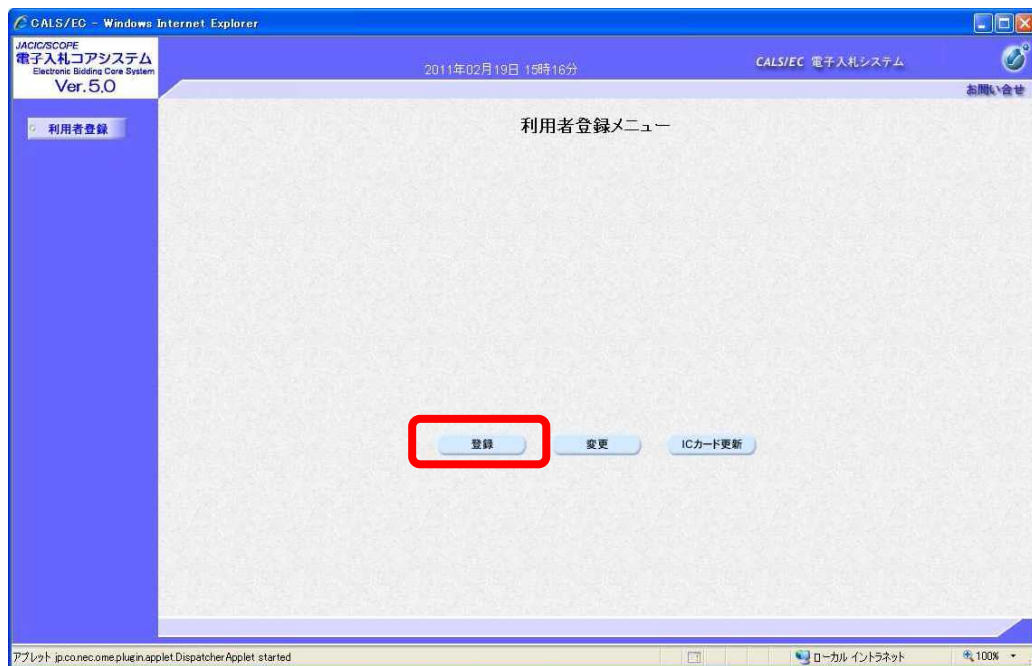 CALS/EC - Windows Internet Explorer
JACIC/SCOPE
電子入札コアシステム
Electronic Bidding Core System
Ver.5.0
2011年02月19日 15時16分
CALS/EC 電子入札システム
お問い合せ
利用者登録
利用者登録メニュー
登録
変更
ICカード更新
アプレット jp.co.nec.ome.plugin.applet.DispatcherApplet started
ローカル イントラネット
100%